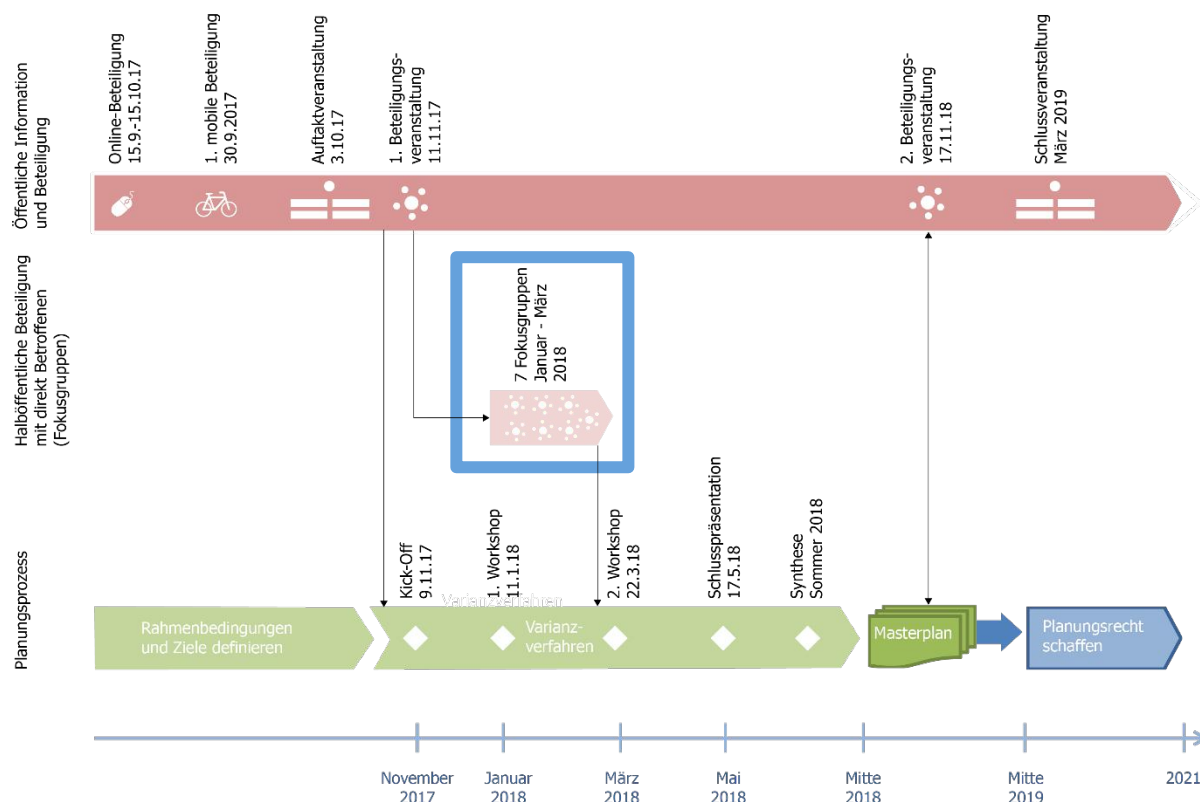 Öffentliche Information
und Beteiligung
Online-Beteiligung
15.9.-15.10.17
1. mobile Beteiligung
30.9.2017
Auftaktveranstaltung
3.10.17
1. Beteiligungs-
veranstaltung
11.11.17
2. Beteiligungs-
veranstaltung
17.11.18
Schlussveranstaltung
März 2019
Halböffentliche Beteiligung
mit direkt Betroffenen
(Fokusgruppen)
7 Fokusgruppen
Januar - März
2018
Planungsprozess
Kick-Off
9.11.17
1. Workshop
11.1.18
2. Workshop
22.3.18
Schlusspräsentation
17.5.18
Synthese
Sommer 2018
Varianzverfahren
Rahmenbedingungen
und Ziele definieren
Varianz-
verfahren
Masterplan
Planungsrecht
schaffen
November
2017
Januar
2018
März
2018
Mai
2018
Mitte
2018
Mitte
2019
2021